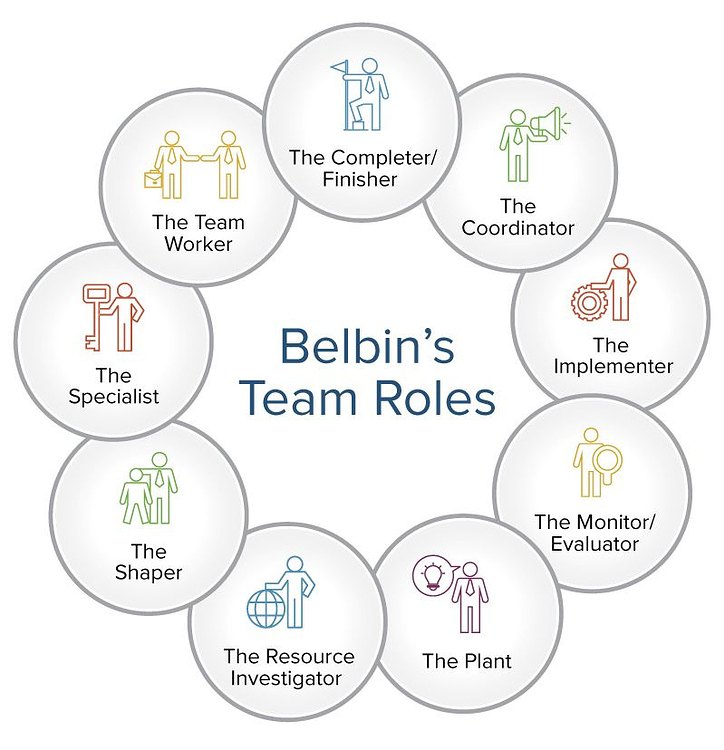 The Completer/
Finisher
The
Coordinator
The
Implementer
The Monitor/
Evaluator
The Plant
The Resource
Investigator
The
Shaper
The
Specialist
The Team
Worker
Belbin’s
Team Roles